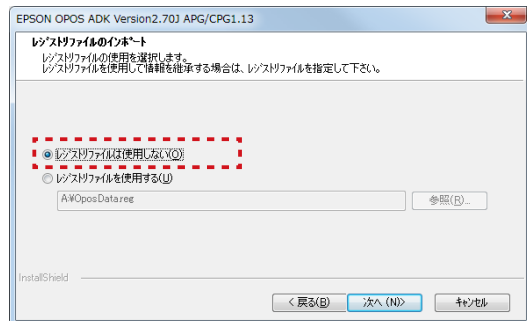 EPSON OPOS ADK Version2.70J APG/CPG1.13
レジストリファイルのインポート
レジストリファイルの使用を選択します。
レジストリファイルを使用して情報を継承する場合は、レジストリファイルを指定して下さい。
レジストリファイルは使用しない(O)
レジストリファイルを使用する(U)
A:¥OposData.reg
参照(R)...
InstallShield
< 戻る(B)
次へ (N)>
キャンセル